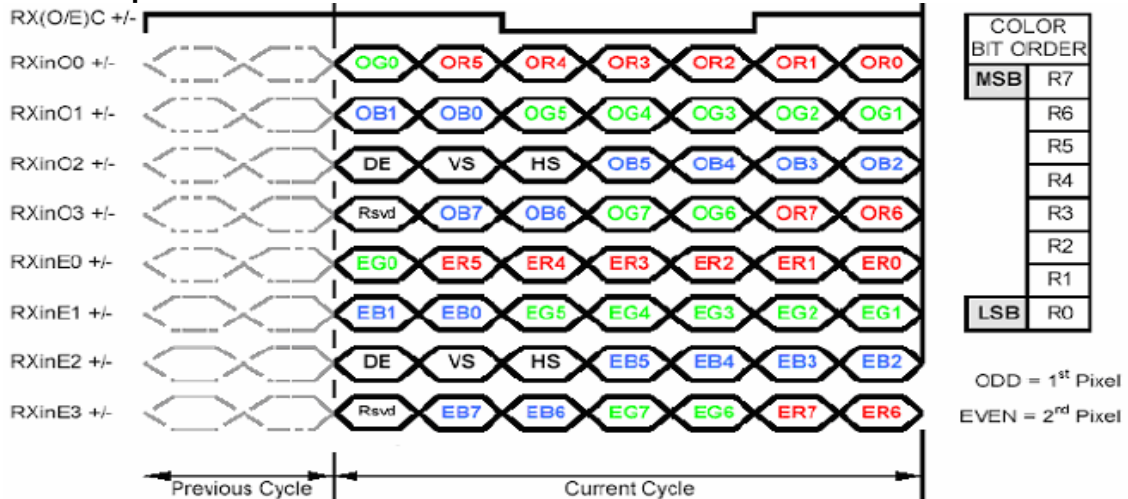 RX(O/E)C +/-
RXinO0 +/- OG0 OR5 OR4 OR3 OR2 OR1 OR0
RXinO1 +/- OB1 OB0 OG5 OG4 OG3 OG2 OG1
RXinO2 +/- DE VS HS OB5 OB4 OB3 OB2
RXinO3 +/- Rsvd OB7 OB6 OG7 OG6 OR7 OR6
RXinE0 +/- EG0 ER5 ER4 ER3 ER2 ER1 ER0
RXinE1 +/- EB1 EB0 EG5 EG4 EG3 EG2 EG1
RXinE2 +/- DE VS HS EB5 EB4 EB3 EB2
RXinE3 +/- Rsvd EB7 EB6 EG7 EG6 ER7 ER6
Previous Cycle Current Cycle
COLOR
BIT ORDER
MSB R7
R6
R5
R4
R3
R2
R1
LSB R0
ODD = 1st Pixel
EVEN = 2nd Pixel